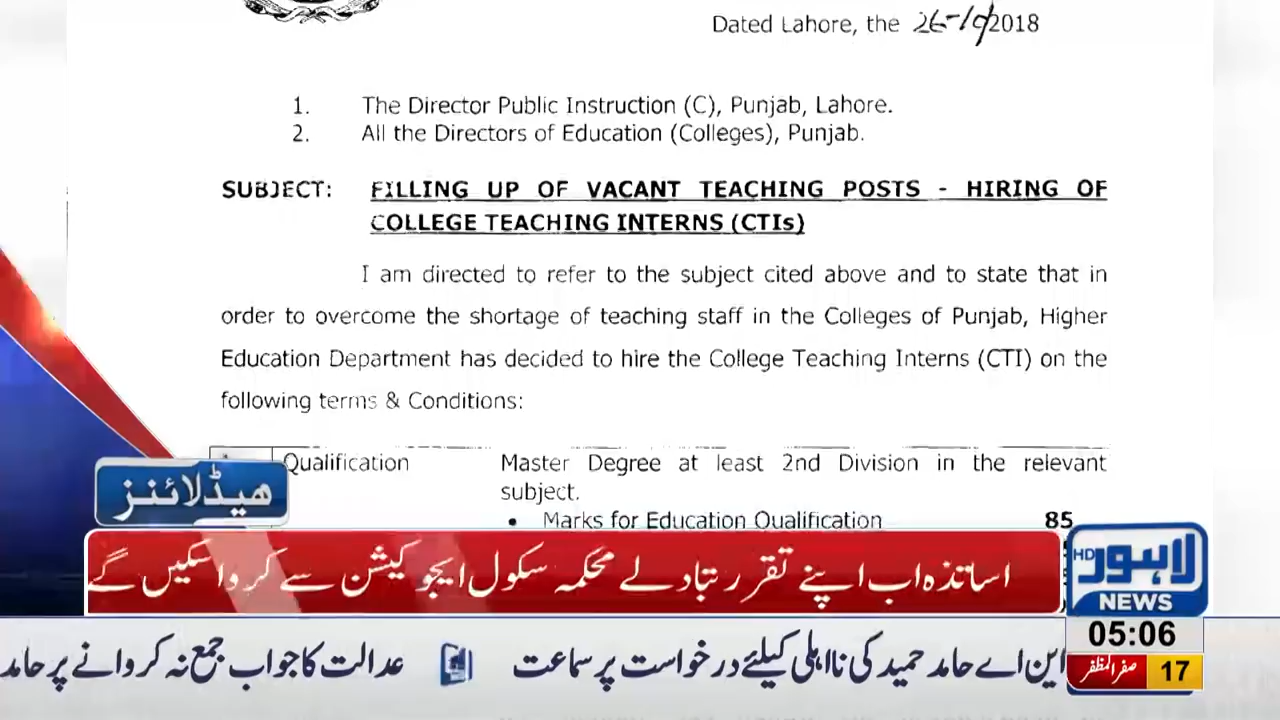 Dated Lahore, the 26-10/2018
1. The Director Public Instruction (C), Punjab, Lahore.
2. All the Directors of Education (Colleges), Punjab.
SUBJECT: FILLING UP OF VACANT TEACHING POSTS - HIRING OF
COLLEGE TEACHING INTERNS (CTIs)
I am directed to refer to the subject cited above and to state that in
order to overcome the shortage of teaching staff in the Colleges of Punjab, Higher
Education Department has decided to hire the College Teaching Interns (CTI) on the
following terms & Conditions:
Qualification Master Degree at least 2nd Division in the relevant
subject.
• Marks for Education Qualification 85
ھیڈلائنز
اساتذہ اب اپنے تقرر تبادلے محکمہ سکول ایجوکیشن سے کرواسکیں گے
لاہور HD
NEWS
05:06
17 صفرالمظفر
این اے حامد حمید کی نااہلی کیلئے درخواست پر سماعت عدالت کا جواب جمع نہ کروانے پر حامد